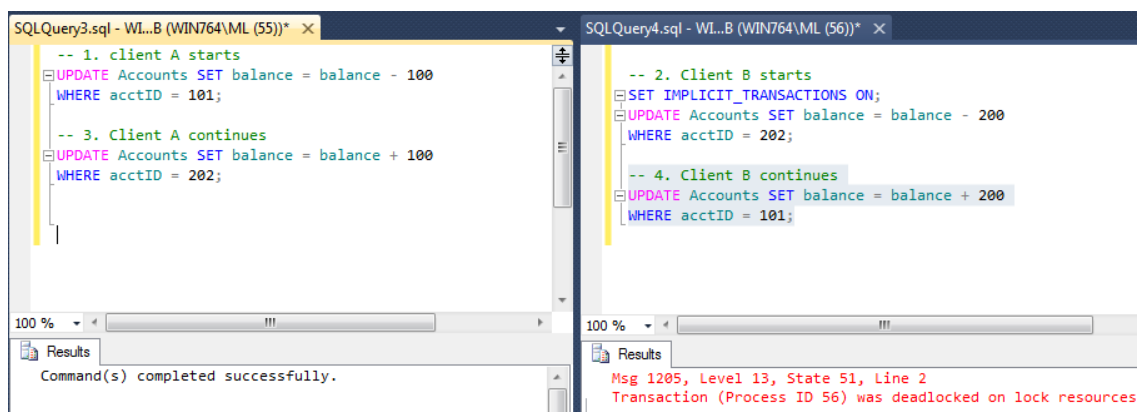 SQLQuery3.sql - WI...B (WIN764\ML (55))*
-- 1. client A starts
UPDATE Accounts SET balance = balance - 100
WHERE acctID = 101;
-- 3. Client A continues
UPDATE Accounts SET balance = balance + 100
WHERE acctID = 202;
100 %
Results
Command(s) completed successfully.
SQLQuery4.sql - WI...B (WIN764\ML (56))*
-- 2. Client B starts
SET IMPLICIT_TRANSACTIONS ON;
UPDATE Accounts SET balance = balance - 200
WHERE acctID = 202;
-- 4. Client B continues
UPDATE Accounts SET balance = balance + 200
WHERE acctID = 101;
100 %
Results
Msg 1205, Level 13, State 51, Line 2
Transaction (Process ID 56) was deadlocked on lock resources